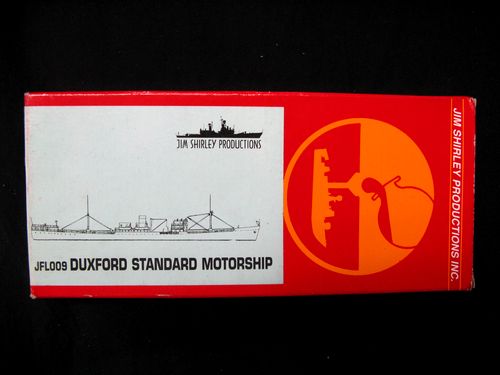 JIM SHIRLEY PRODUCTIONS
JFL009 DUXFORD STANDARD MOTORSHIP
JIM SHIRLEY PRODUCTIONS INC.